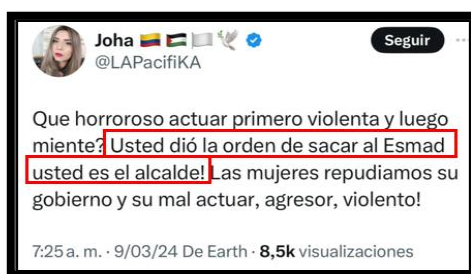 Joha
Seguir
@LAPacifiKA
Que horroroso actuar primero violenta y luego
miente? Usted dió la orden de sacar al Esmad
usted es el alcalde! Las mujeres repudiamos su
gobierno y su mal actuar, agresor, violento!
7:25 a. m. · 9/03/24 De Earth · 8,5k visualizaciones